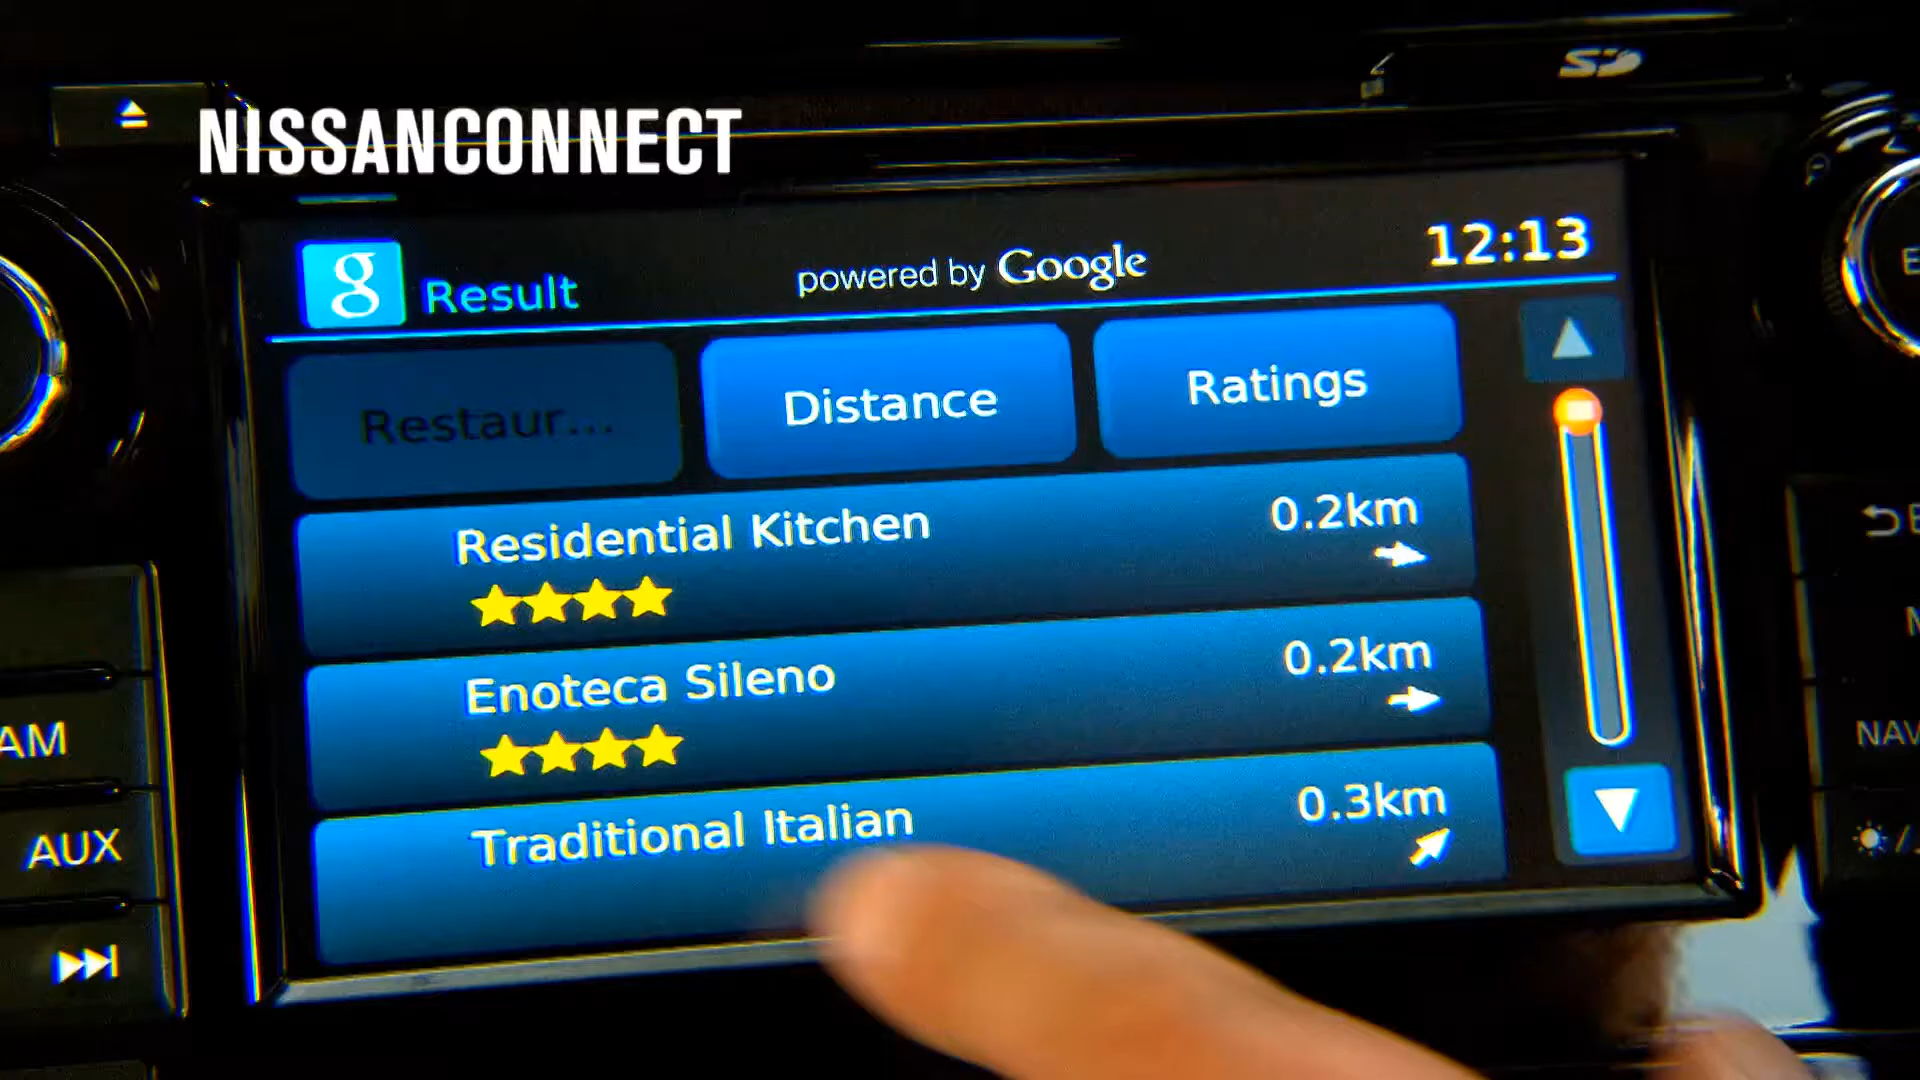 SD
NISSANCONNECT
g Result
powered by Google
12:13
Restaur...
Distance
Ratings
Residential Kitchen
0.2km
Enoteca Sileno
0.2km
Traditional Italian
0.3km
AM
AUX
NAV